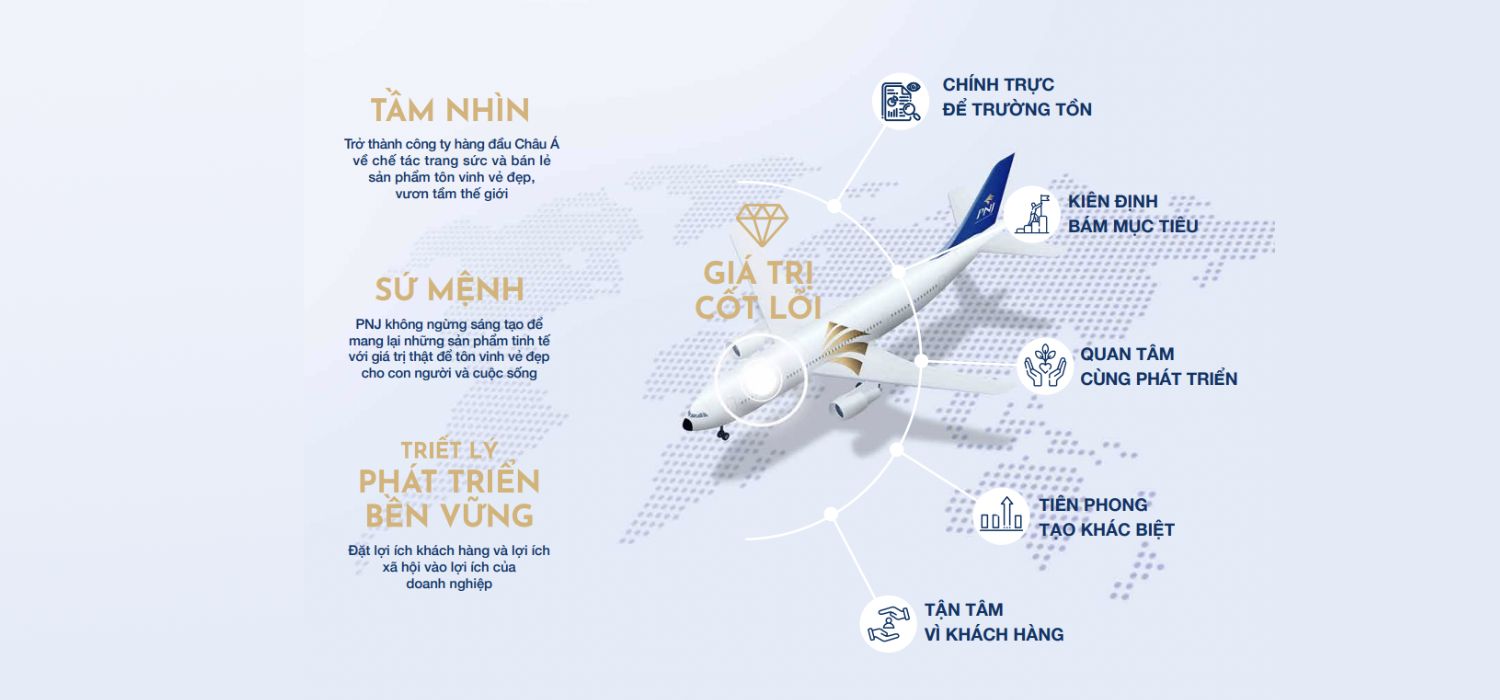 TẦM NHÌN
Trở thành công ty hàng đầu Châu Á
về chế tác trang sức và bán lẻ
sản phẩm tôn vinh vẻ đẹp,
vươn tầm thế giới
SỨ MỆNH
PNJ không ngừng sáng tạo để
mang lại những sản phẩm tinh tế
với giá trị thật để tôn vinh vẻ đẹp
cho con người và cuộc sống
TRIẾT LÝ
PHÁT TRIỂN
BỀN VỮNG
Đặt lợi ích khách hàng và lợi ích
xã hội vào lợi ích của
doanh nghiệp
GIÁ TRỊ
CỐT LÕI
PNJ
CHÍNH TRỰC
ĐỂ TRƯỜNG TỒN
KIÊN ĐỊNH
BÁM MỤC TIÊU
QUAN TÂM
CÙNG PHÁT TRIỂN
TIÊN PHONG
TẠO KHÁC BIỆT
TẬN TÂM
VÌ KHÁCH HÀNG